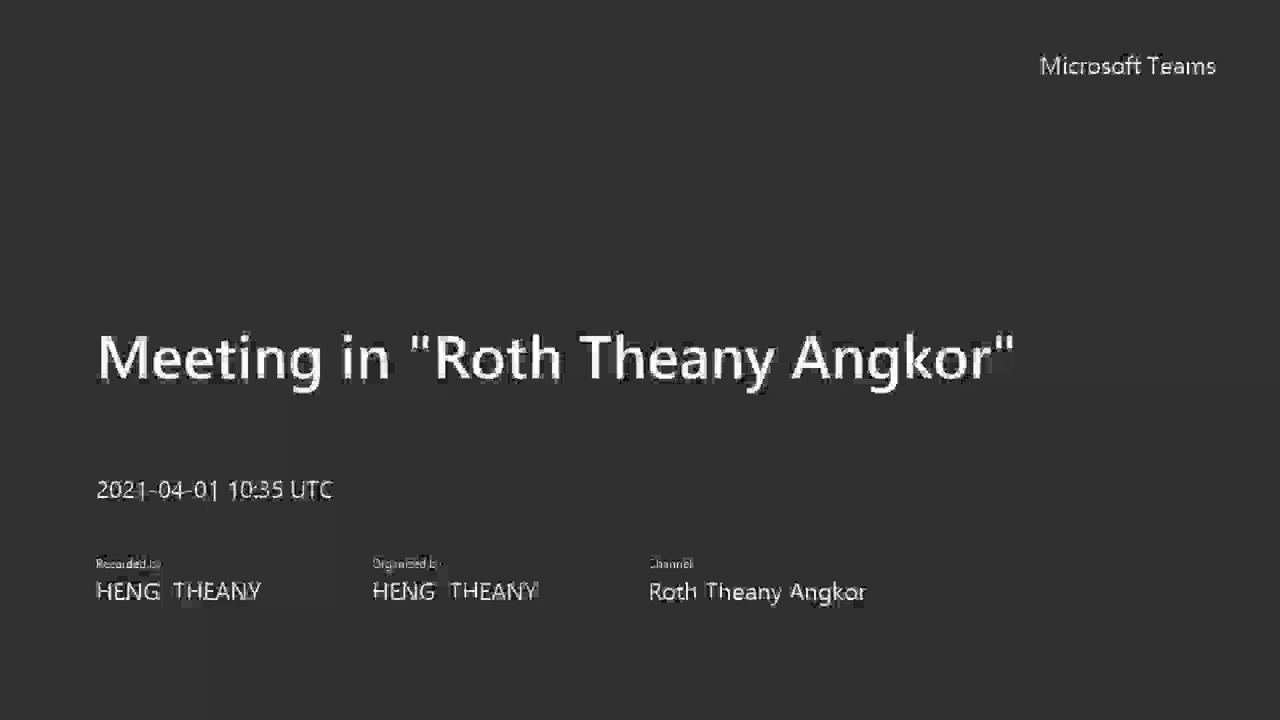 Microsoft Teams
Meeting in "Roth Theany Angkor"
2021-04-01 10:35 UTC
Recorded by Organized by Channel
HENG THEANY HENG THEANY Roth Theany Angkor